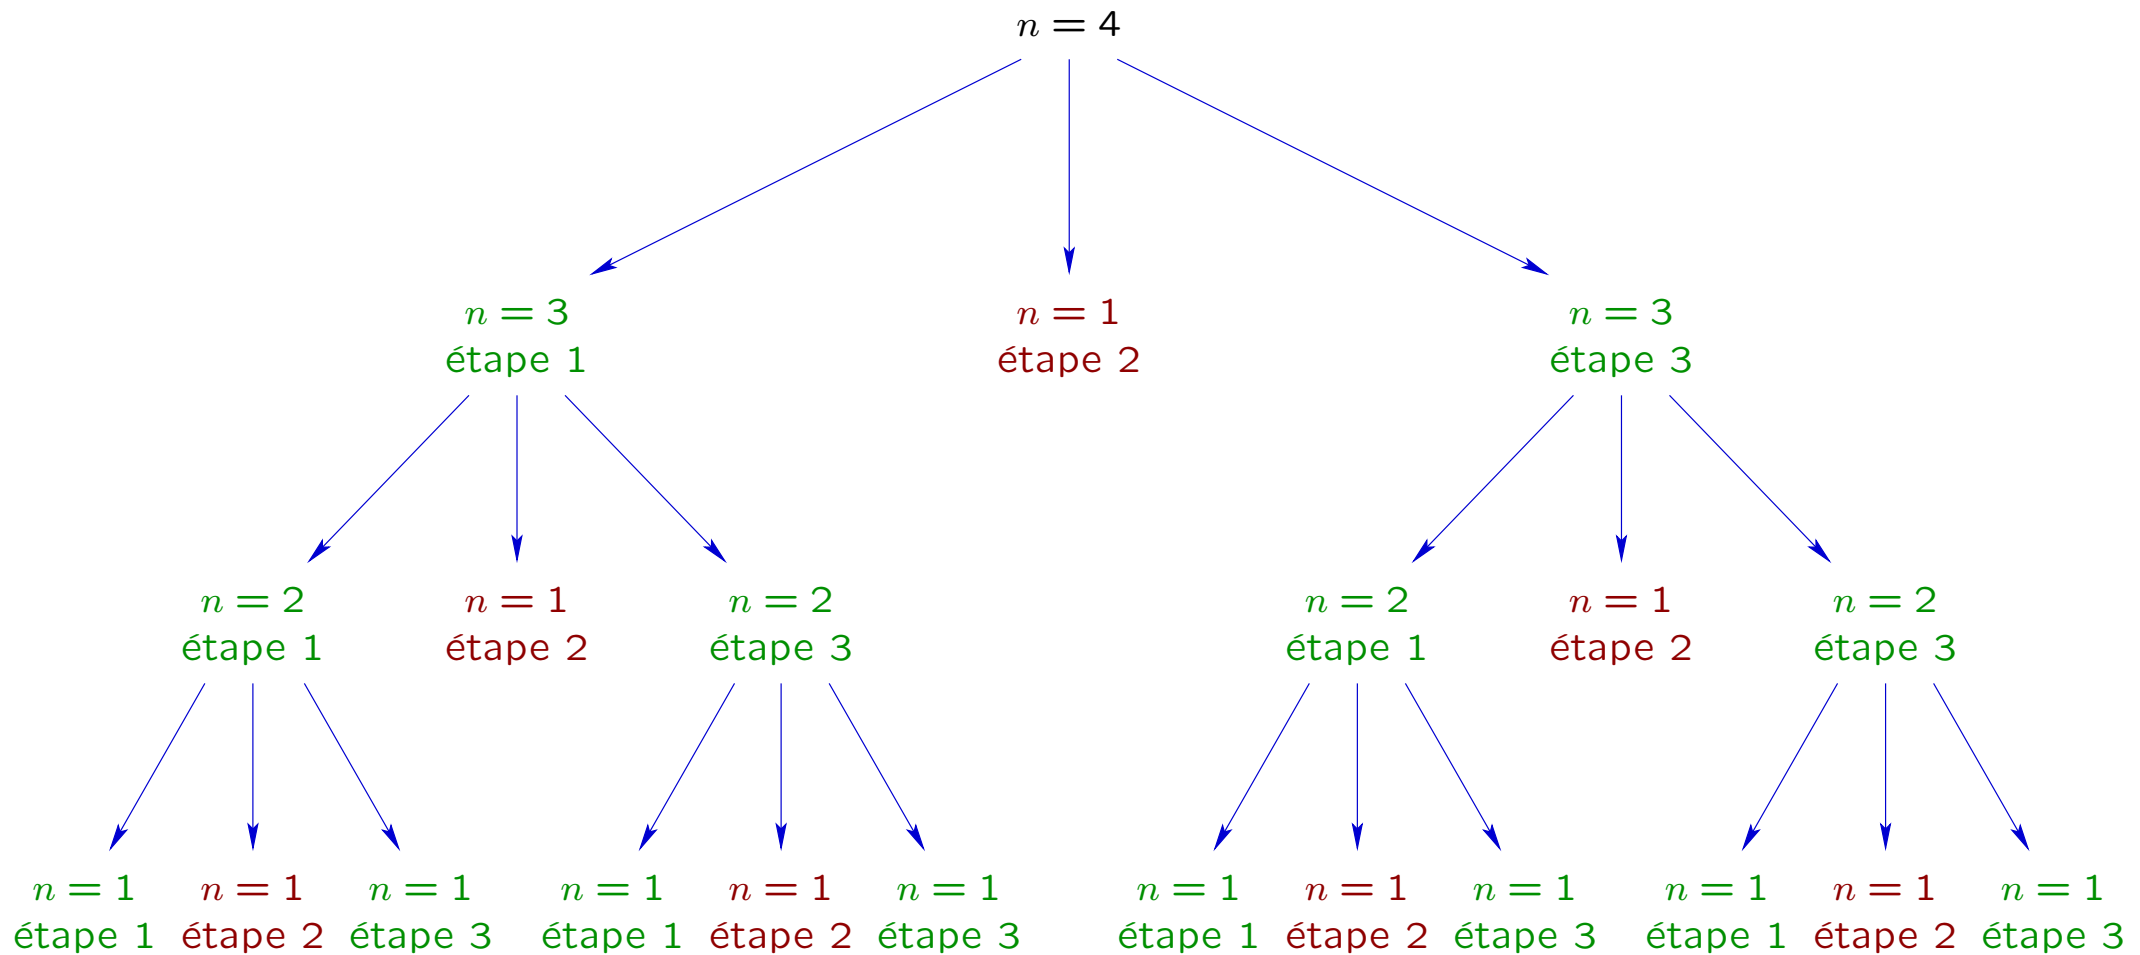 n = 4
n = 3 n = 1 n = 3
étape 1 étape 2 étape 3
n = 2 n = 1 n = 2 n = 2 n = 1 n = 2
étape 1 étape 2 étape 3 étape 1 étape 2 étape 3
n = 1 n = 1 n = 1 n = 1 n = 1 n = 1 n = 1 n = 1 n = 1 n = 1 n = 1 n = 1
étape 1 étape 2 étape 3 étape 1 étape 2 étape 3 étape 1 étape 2 étape 3 étape 1 étape 2 étape 3